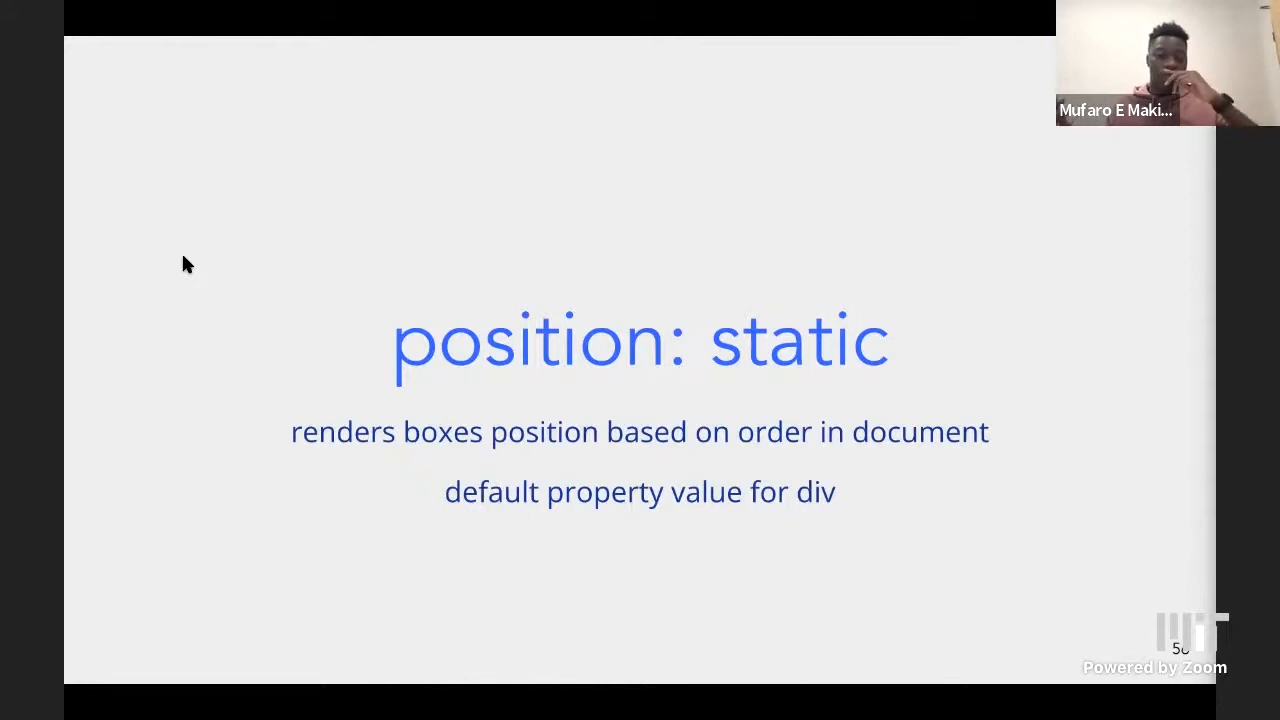 Mufaro E Maki...
position: static
renders boxes position based on order in document
default property value for div
MIT
Powered by Zoom